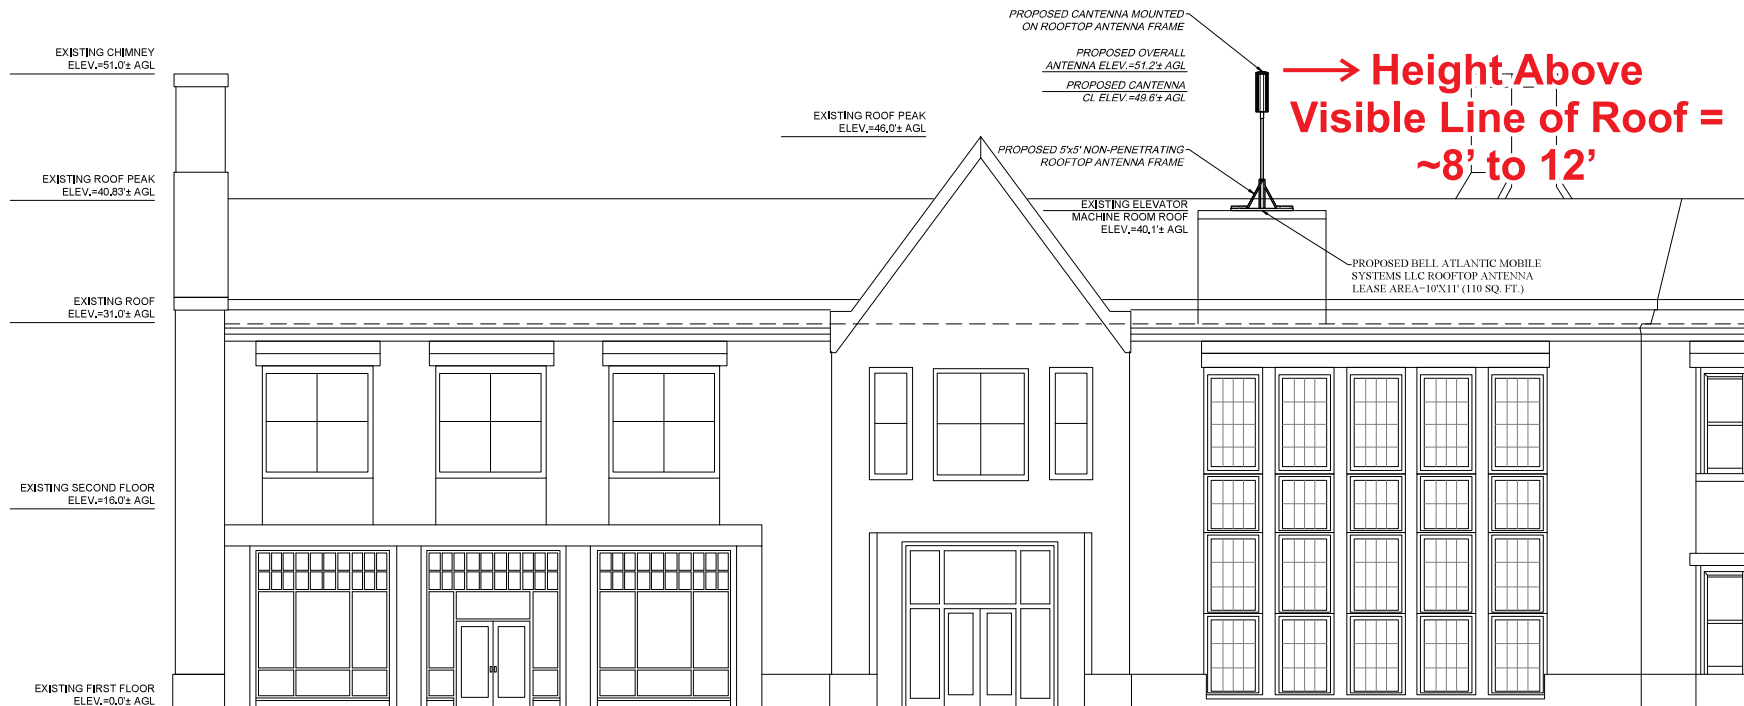 EXISTING CHIMNEY
ELEV.=51.0'± AGL
EXISTING ROOF PEAK
ELEV.=40.83'± AGL
EXISTING ROOF
ELEV.=31.0'± AGL
EXISTING SECOND FLOOR
ELEV.=16.0'± AGL
EXISTING FIRST FLOOR
ELEV.=0.0'± AGL
EXISTING ROOF PEAK
ELEV.=46.0'± AGL
PROPOSED CANTENNA MOUNTED
ON ROOFTOP ANTENNA FRAME
PROPOSED OVERALL
ANTENNA ELEV.=51.2'± AGL
PROPOSED CANTENNA
CL ELEV.=49.6'± AGL
PROPOSED 5'x5' NON-PENETRATING
ROOFTOP ANTENNA FRAME
EXISTING ELEVATOR
MACHINE ROOM ROOF
ELEV.=40.1'± AGL
Height Above
Visible Line of Roof =
~8' to 12'
PROPOSED BELL ATLANTIC MOBILE
SYSTEMS LLC ROOFTOP ANTENNA
LEASE AREA=10'X11' (110 SQ. FT.)